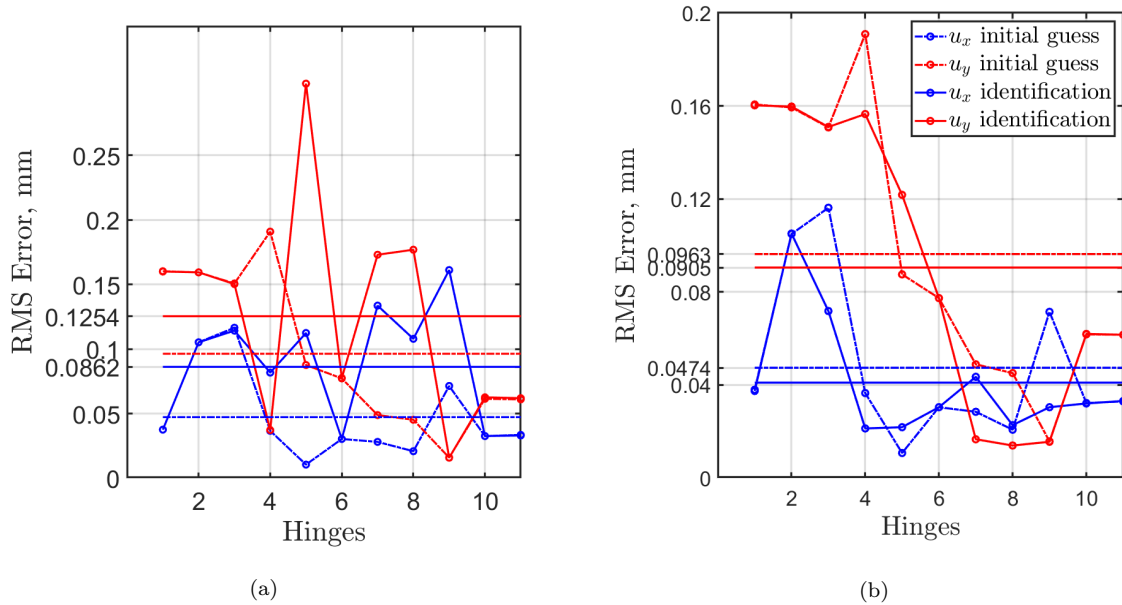 RMS Error, mm
0.25
0.2
0.15
0.1254
0.1
0.0862
0.05
0
2 4 6 8 10
Hinges
(a)
RMS Error, mm
0.2
0.16
0.12
0.0963
0.0905
0.08
0.0474
0.04
0
2 4 6 8 10
Hinges
u_x initial guess
u_y initial guess
u_x identification
u_y identification
(b)